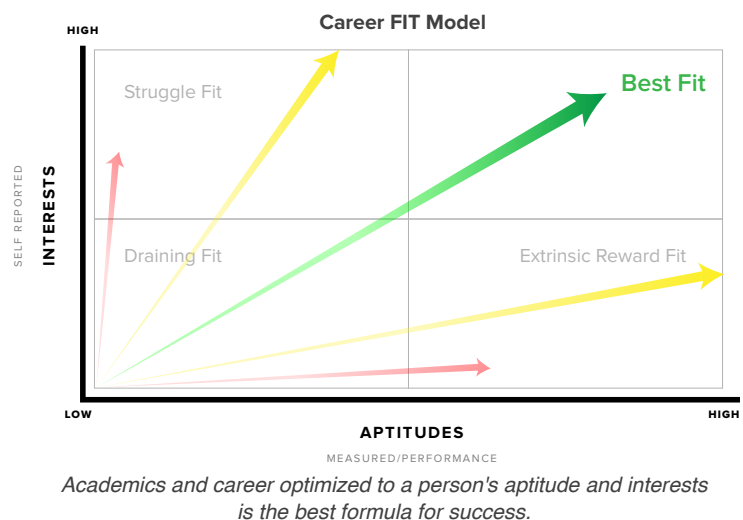 Career FIT Model
HIGH
Struggle Fit
Best Fit
SELF REPORTED
INTERESTS
Draining Fit
Extrinsic Reward Fit
LOW
HIGH
APTITUDES
MEASURED/PERFORMANCE
Academics and career optimized to a person's aptitude and interests
is the best formula for success.